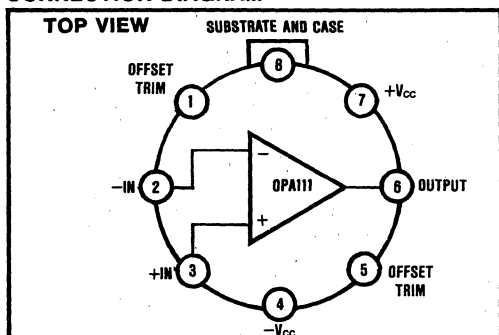 TOP VIEW
SUBSTRATE AND CASE
8
OFFSET
TRIM
1
7
+Vcc
−IN
2
−
OPA111
6
OUTPUT
+
+IN
3
5
OFFSET
TRIM
4
−Vcc